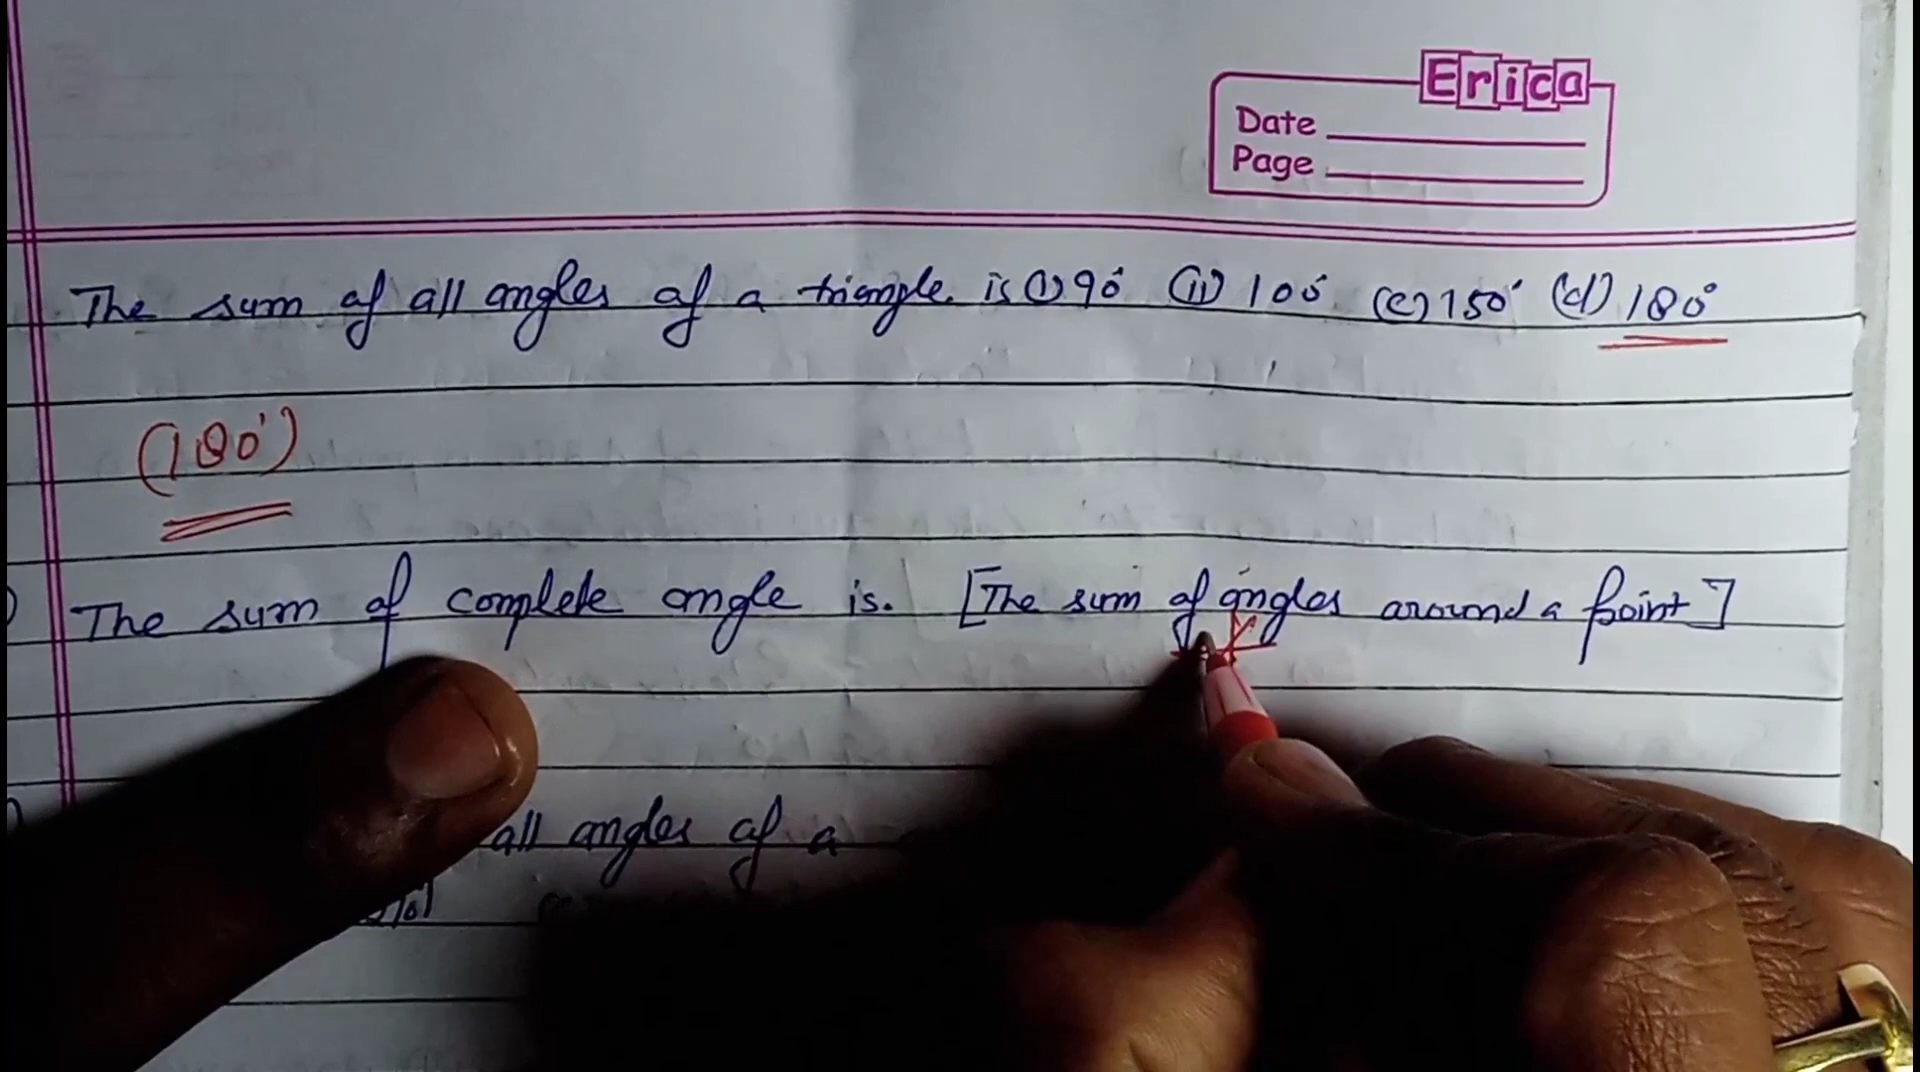 Erica
Date
Page
The sum of all angles of a triangle is (i) 90° (ii) 100° (c) 150° (d) 180°
(180°)
The sum of complete angle is. [The sum of angles around a point]
all angles of a